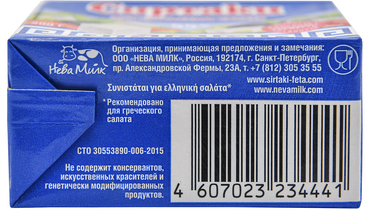 Сиртаки
Нева Милк
Организация, принимающая предложения и замечания:
ООО «НЕВА МИЛК», Россия, 192174, г. Санкт-Петербург,
пр. Александровской Фермы, 23А, т. +7 (812) 305 35 55
www.sirtaki-feta.com
Συνιστάται για ελληνική σαλάτα*
www.nevamilk.com
*Рекомендовано
для греческого
салата
СТО 30553890-006-2015
Не содержит консервантов,
искусственных красителей и
генетически модифицированных
продуктов.
4 607023 234441